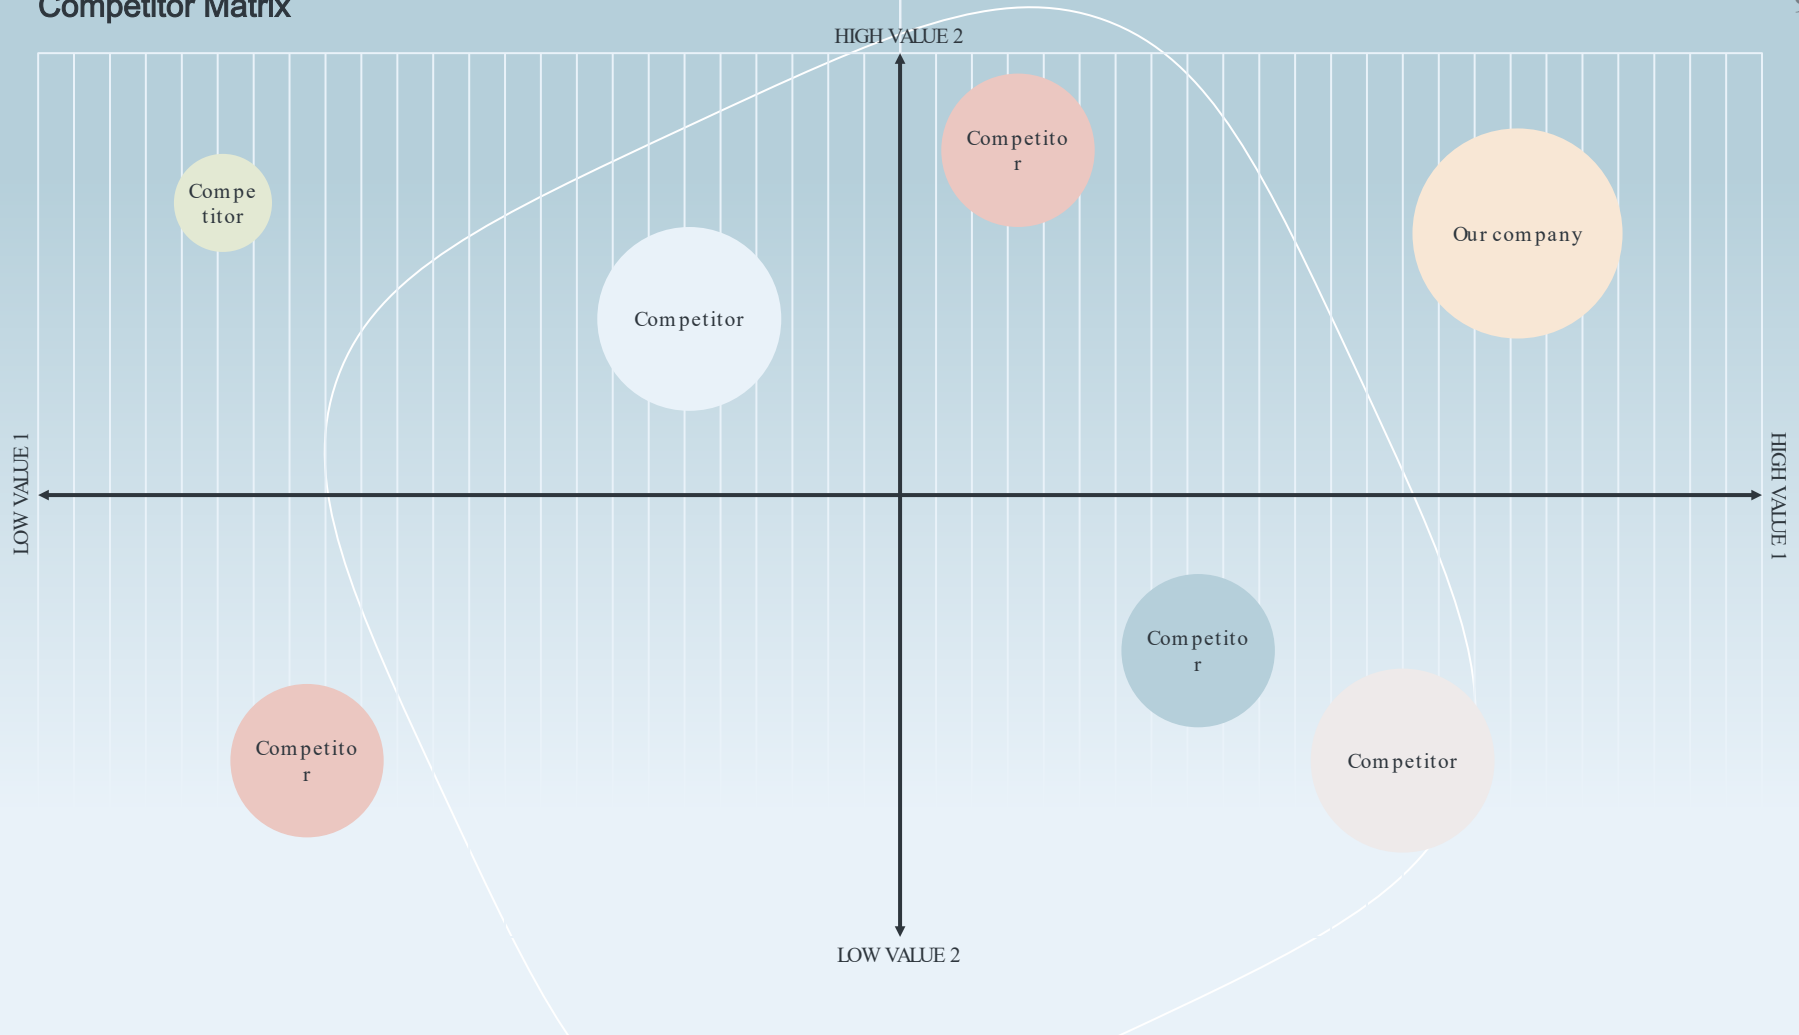 Competitor Matrix
HIGH VALUE 2
Competito
r
Compe
titor
Our company
Competitor
LOW VALUE 1
HIGH VALUE 1
Competito
r
Competito
r
Competitor
LOW VALUE 2